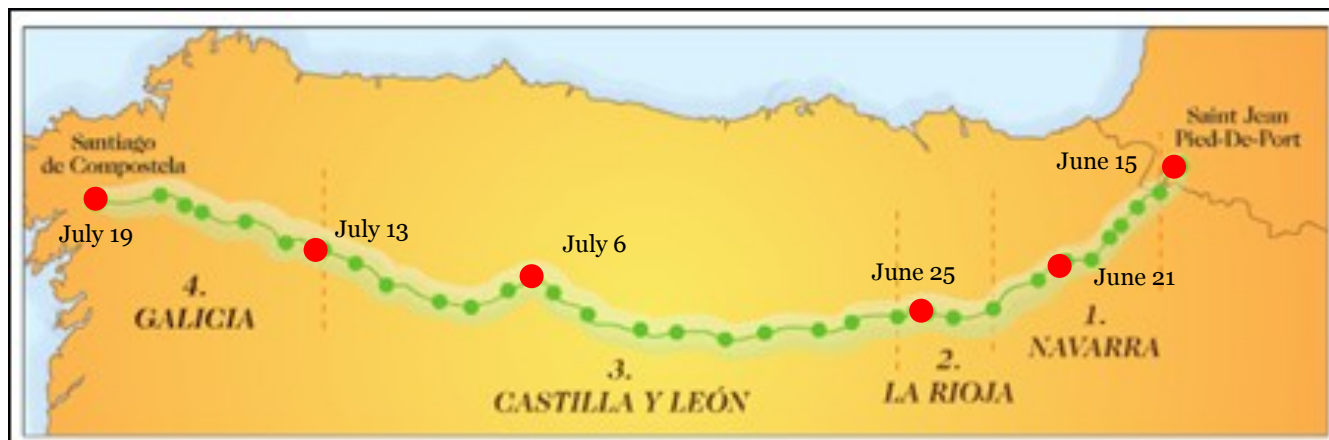 Santiago
de Compostela
July 19
July 13
July 6
June 25
June 21
June 15
Saint Jean
Pied-De-Port
4.
GALICIA
3.
CASTILLA Y LEÓN
2.
LA RIOJA
1.
NAVARRA